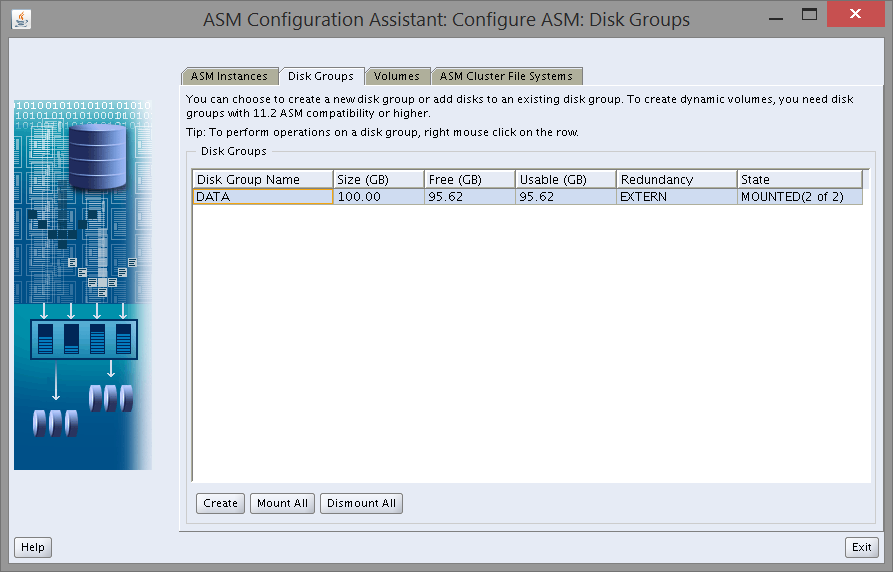 ASM Configuration Assistant: Configure ASM: Disk Groups
ASM Instances Disk Groups Volumes ASM Cluster File Systems
You can choose to create a new disk group or add disks to an existing disk group. To create dynamic volumes, you need disk
groups with 11.2 ASM compatibility or higher.
Tip: To perform operations on a disk group, right mouse click on the row.
Disk Groups
Disk Group Name Size (GB) Free (GB) Usable (GB) Redundancy State
DATA 100.00 95.62 95.62 EXTERN MOUNTED(2 of 2)
Create Mount All Dismount All
Help Exit